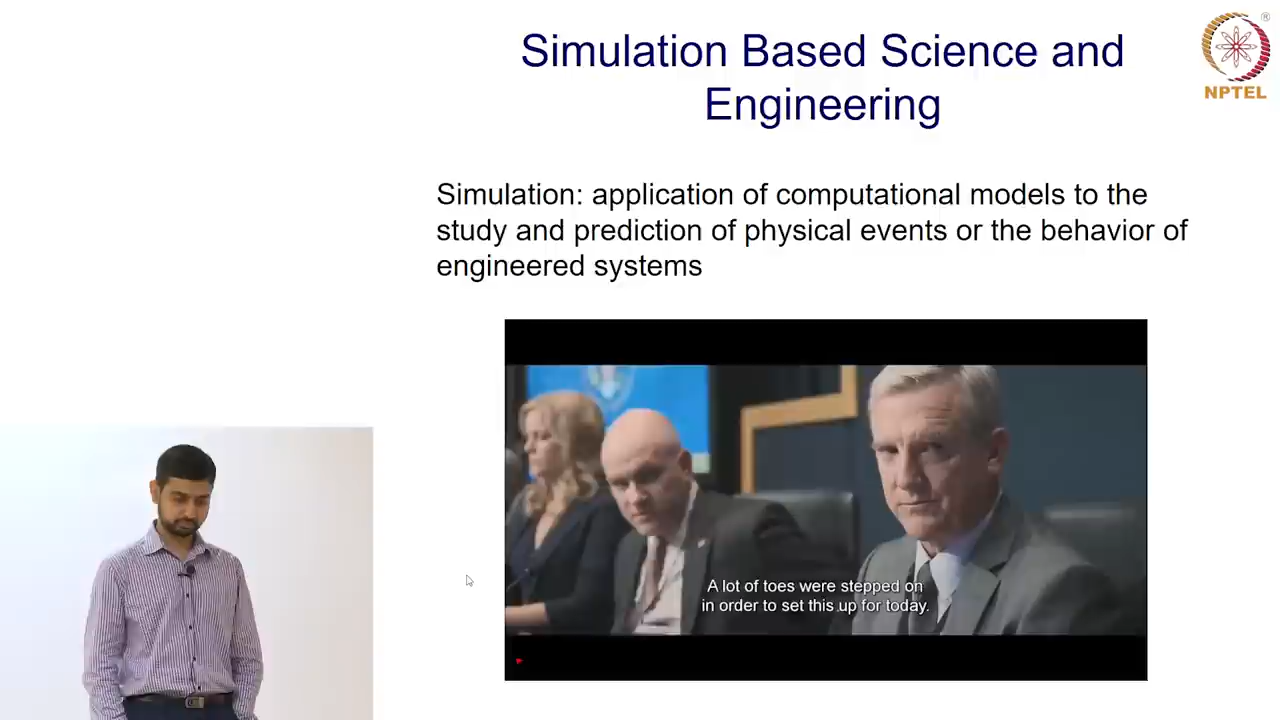 Simulation Based Science and
Engineering
NPTEL
Simulation: application of computational models to the
study and prediction of physical events or the behavior of
engineered systems
A lot of toes were stepped on
in order to set this up for today.